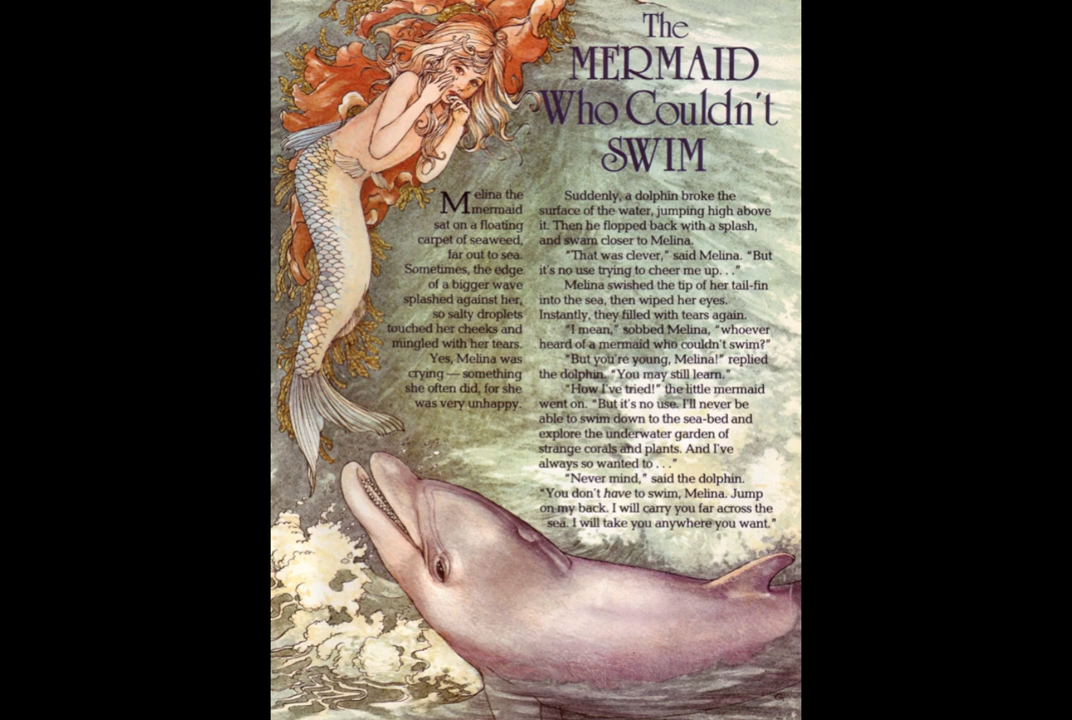 The
MERMAID
Who Couldn't
SWIM
Melina the
mermaid
sat on a floating
carpet of seaweed,
far out to sea.
Sometimes, the edge
of a bigger wave
splashed against her,
so salty droplets
touched her cheeks and
mingled with her tears.
Yes, Melina was
crying — something
she often did, for she
was very unhappy.
Suddenly, a dolphin broke the
surface of the water, jumping high above
it. Then he flopped back with a splash,
and swam closer to Melina.
"That was clever," said Melina. "But
it's no use trying to cheer me up. . ."
Melina swished the tip of her tail-fin
into the sea, then wiped her eyes.
Instantly, they filled with tears again.
"I mean," sobbed Melina, "whoever
heard of a mermaid who couldn't swim?"
"But you're young, Melina!" replied
the dolphin. "You may still learn."
"How I've tried!" the little mermaid
went on. "But it's no use. I'll never be
able to swim down to the sea-bed and
explore the underwater garden of
strange corals and plants. And I've
always so wanted to . . ."
"Never mind," said the dolphin.
"You don't have to swim, Melina. Jump
on my back. I will carry you far across the
sea. I will take you anywhere you want."